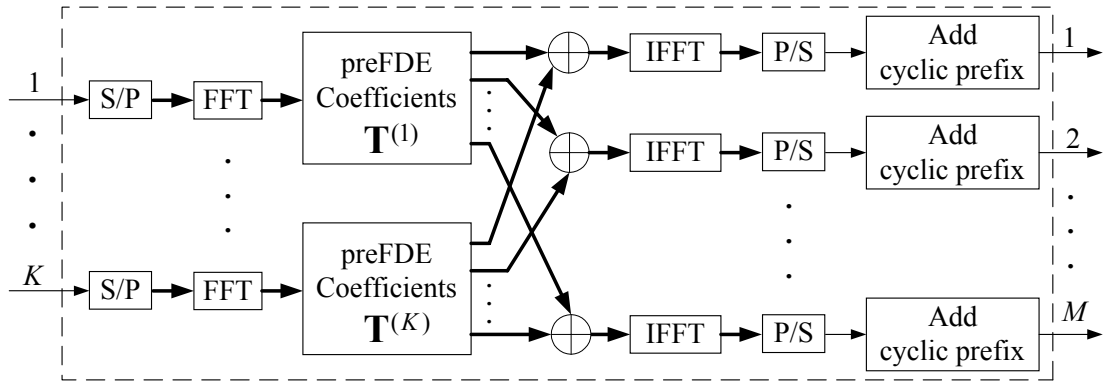 1
S/P
FFT
preFDE
Coefficients
T^(1)
IFFT
P/S
Add
cyclic prefix
1
IFFT
P/S
Add
cyclic prefix
2
K
S/P
FFT
preFDE
Coefficients
T^(K)
IFFT
P/S
Add
cyclic prefix
M